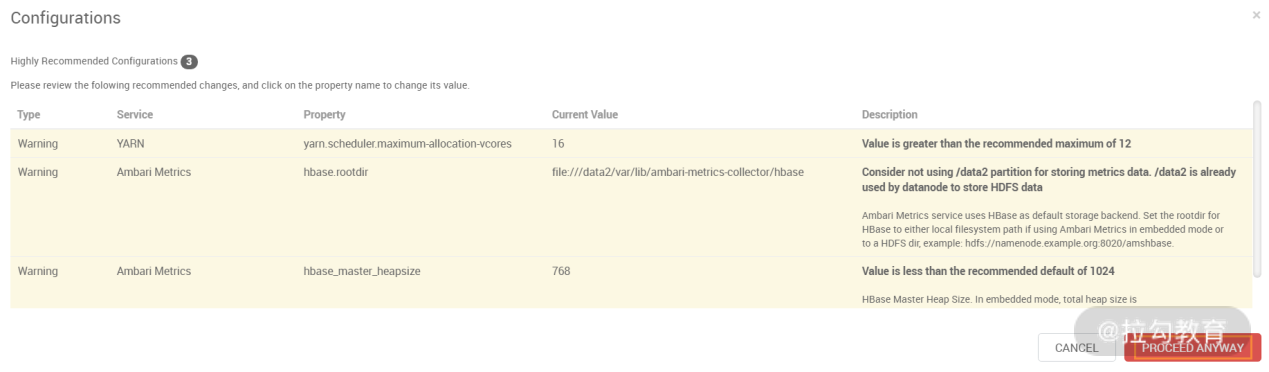 Configurations
×
Highly Recommended Configurations 3
Please review the folowing recommended changes, and click on the property name to change its value.
Type Service Property Current Value Description
Warning YARN yarn.scheduler.maximum-allocation-vcores 16 Value is greater than the recommended maximum of 12
Warning Ambari Metrics hbase.rootdir file:///data2/var/lib/ambari-metrics-collector/hbase Consider not using /data2 partition for storing metrics data. /data2 is already
used by datanode to store HDFS data
Ambari Metrics service uses HBase as default storage backend. Set the rootdir for
HBase to either local filesystem path if using Ambari Metrics in embedded mode or
to a HDFS dir, example: hdfs://namenode.example.org:8020/amshbase.
Warning Ambari Metrics hbase_master_heapsize 768 Value is less than the recommended default of 1024
HBase Master Heap Size. In embedded mode, total heap size is
@拉勾教育
CANCEL PROCEED ANYWAY